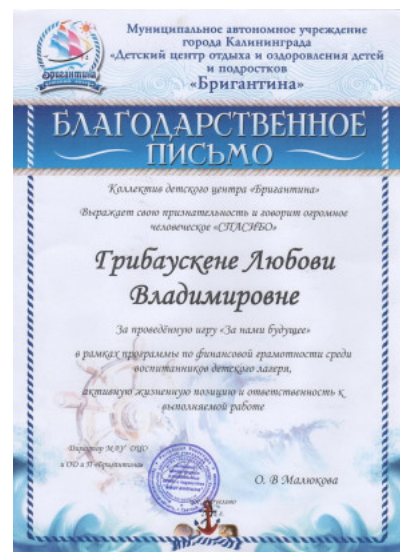 Муниципальное автономное учреждение
города Калининграда
«Детский центр отдыха и оздоровления детей
и подростков
«Бригантина»
Бригантина
БЛАГОДАРСТВЕННОЕ
ПИСЬМО
Коллектив детского центра «Бригантина»
Выражает свою признательность и говорит огромное
человеческое «СПАСИБО»
Грибаускене Любови
Владимировне
За проведённую игру «За нами будущее»
в рамках программы по финансовой грамотности среди
воспитанников детского лагеря,
активную жизненную позицию и ответственность к
выполняемой работе
Директор МАУ
и ОД и П «Бригантина»
О. В Малюкова